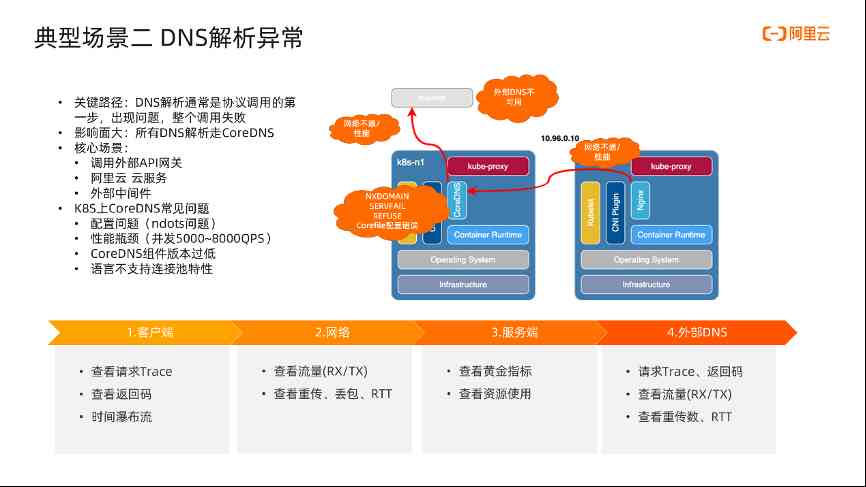 典型场景二 DNS解析异常
阿里云
• 关键路径：DNS解析通常是协议调用的第
一步，出现问题，整个调用失败
• 影响面大：所有DNS解析走CoreDNS
• 核心场景：
• 调用外部API网关
• 阿里云 云服务
• 外部中间件
• K8S上CoreDNS常见问题
• 配置问题（ndots问题）
• 性能瓶颈（并发5000~8000QPS）
• CoreDNS组件版本过低
• 语言不支持连接池特性
外部DNS不
可用
网络不通/
性能
10.96.0.10
网络不通/
性能
k8s-n1
kube-proxy
NXDOMAIN
SERVFAIL
REFUSE
Corefile配置错误
CoreDNS
Container Runtime
Operating System
Infrastructure
kube-proxy
Kubelet
CNI Plugin
Nginx
Container Runtime
Operating System
Infrastructure
1.客户端
• 查看请求Trace
• 查看返回码
• 时间瀑布流
2.网络
• 查看流量(RX/TX)
• 查看重传、丢包、RTT
3.服务端
• 查看黄金指标
• 查看资源使用
4.外部DNS
• 请求Trace、返回码
• 查看流量(RX/TX)
• 查看重传数、RTT